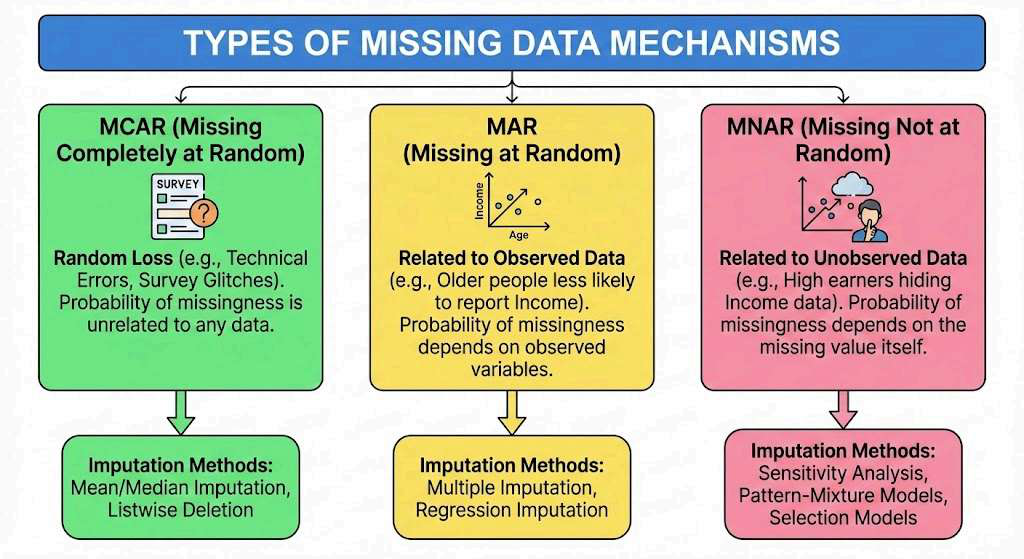 TYPES OF MISSING DATA MECHANISMS
MCAR (Missing
Completely at Random)
SURVEY
?
Random Loss (e.g., Technical
Errors, Survey Glitches).
Probability of missingness is
unrelated to any data.
Imputation Methods:
Mean/Median Imputation,
Listwise Deletion
MAR
(Missing at Random)
Income
Age
Related to Observed Data
(e.g., Older people less likely
to report Income).
Probability of missingness
depends on observed
variables.
Imputation Methods:
Multiple Imputation,
Regression Imputation
MNAR (Missing Not at
Random)
Related to Unobserved Data
(e.g., High earners hiding
Income data). Probability of
missingness depends on the
missing value itself.
Imputation Methods:
Sensitivity Analysis,
Pattern-Mixture Models,
Selection Models